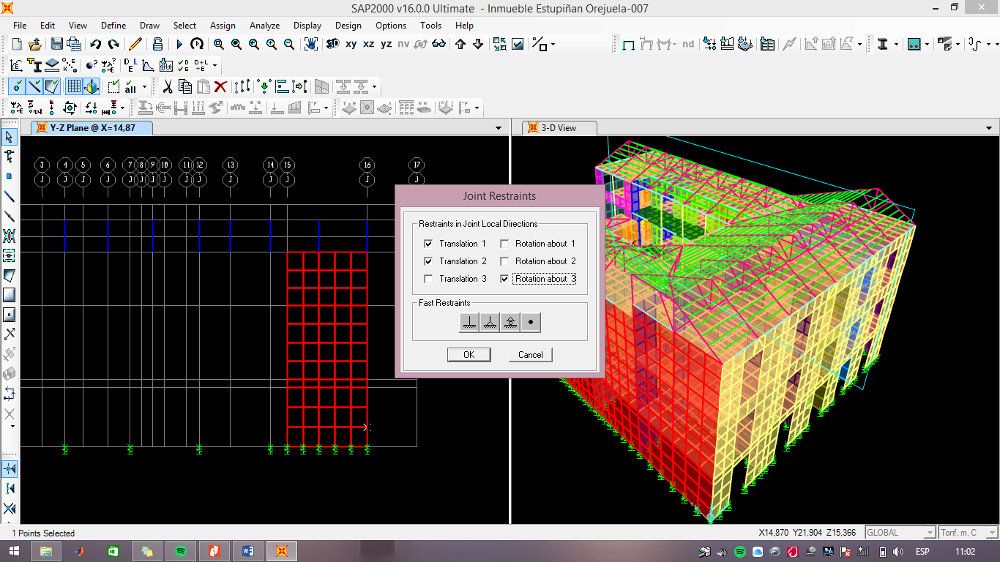 SAP2000 v16.0.0 Ultimate - Inmueble Estupiñan Orejuela-007
File Edit View Define Draw Select Assign Analyze Display Design Options Tools Help
3D xy xz yz nv nd
D L E D+L E
all
Y-Z Plane @ X=14,87
3-D View
3 4 5 6 7 8 9 10 11 12 13 14 15 16 17
J J J J J J J J J J J J J J J
Joint Restraints
Restraints in Joint Local Directions
Translation 1 Rotation about 1
Translation 2 Rotation about 2
Translation 3 Rotation about 3
Fast Restraints
OK Cancel
1 Points Selected
X14,870 Y21,904 Z15,366
GLOBAL
Tonf, m, C
ESP
11:02